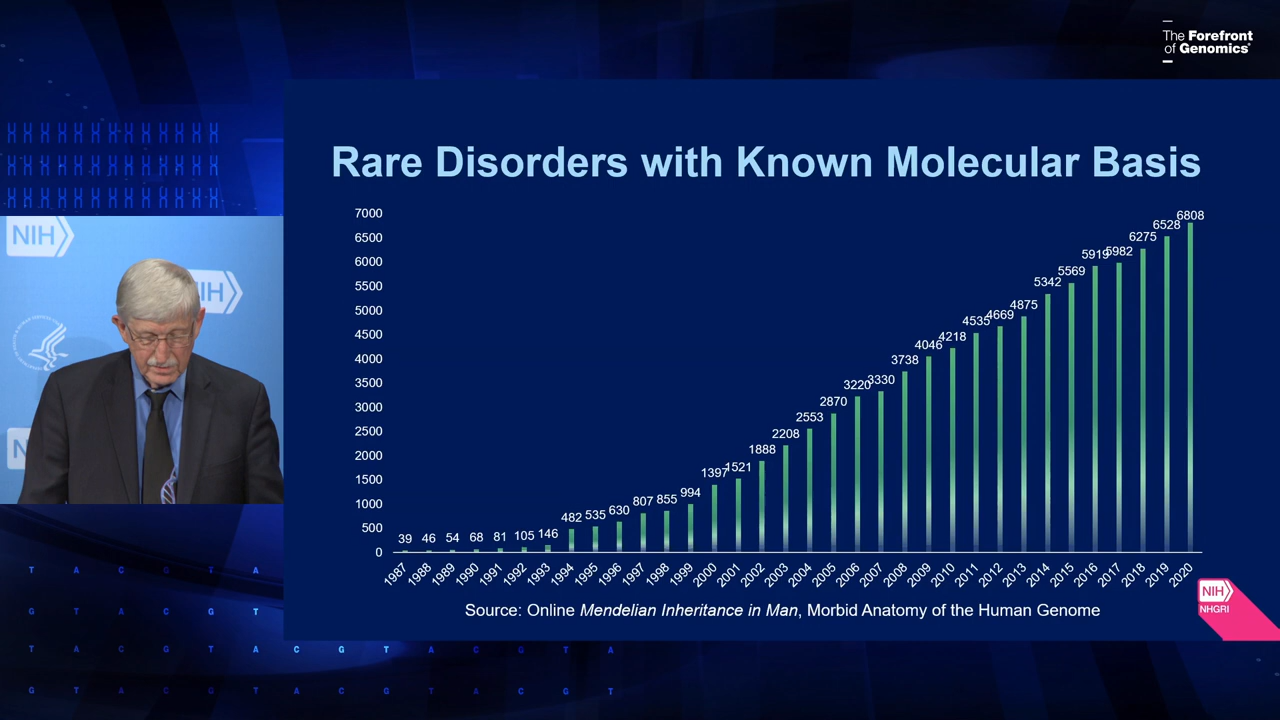 The Forefront
of Genomics®
Rare Disorders with Known Molecular Basis
7000
6500
6000
5500
5000
4500
4000
3500
3000
2500
2000
1500
1000
500
0
39 46 54 68 81 105 146 482 535 630 807 855 994 1397 1521 1888 2208 2553 2870 3220 3330 3738 4046 4218 4535 4669 4875 5342 5569 5919 5982 6275 6528 6808
1987 1988 1989 1990 1991 1992 1993 1994 1995 1996 1997 1998 1999 2000 2001 2002 2003 2004 2005 2006 2007 2008 2009 2010 2011 2012 2013 2014 2015 2016 2017 2018 2019 2020
Source: Online Mendelian Inheritance in Man, Morbid Anatomy of the Human Genome
NIH
NHGRI
NIH
IH
NI
T A C G T A
G T A C G T
T A C G T A C G T A C G T A
G T A C G T A C G T A C G T